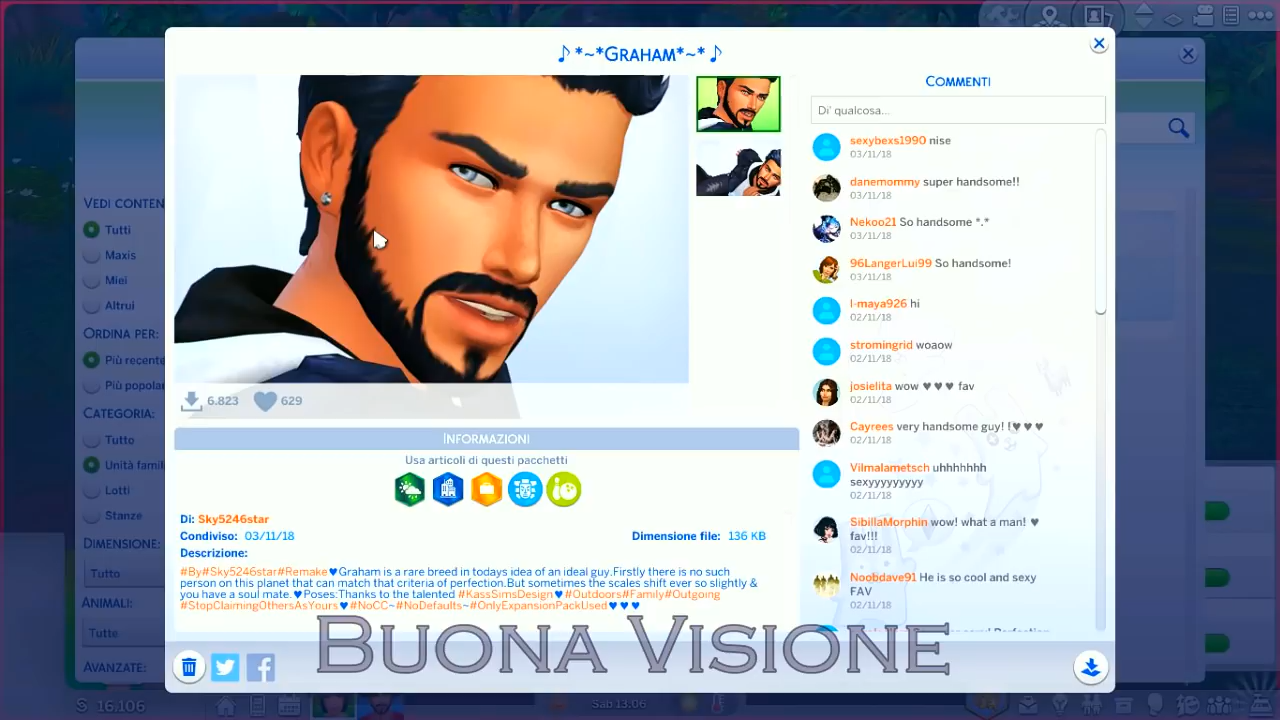 ♪ *~*GRAHAM*~* ♪
COMMENTI
Di' qualcosa...
sexybexs1990 nise
03/11/18
danemommy super handsome!!
03/11/18
Nekoo21 So handsome *.*
03/11/18
96LangerLui99 So handsome!
03/11/18
l-maya926 hi
02/11/18
stromingrid woaow
02/11/18
josielita wow ♥ ♥ ♥ fav
02/11/18
Cayrees very handsome guy! !♥ ♥ ♥
02/11/18
Vilmalametsch uhhhhhhh
sexyyyyyyyyy
02/11/18
SibillaMorphin wow! what a man! ♥
fav!!!
02/11/18
Noobdave91 He is so cool and sexy
FAV
02/11/18
VEDI CONTEN
Tutti
Maxis
Miei
Altrui
ORDINA PER:
Più recente
Più popola
CATEGORIA:
Tutto
Unità famil
Lotti
Stanze
DIMENSIONE:
Tutto
ANIMALI:
Tutte
AVANZATE:
6.823 629
INFORMAZIONI
Usa articoli di questi pacchetti
Di: Sky5246star
Condiviso: 03/11/18 Dimensione file: 136 KB
Descrizione:
#By#Sky5246star#Remake♥Graham is a rare breed in todays idea of an ideal guy.Firstly there is no such
person on this planet that can match that criteria of perfection.But sometimes the scales shift ever so slightly &
you have a soul mate.♥Poses:Thanks to the talented #KassSimsDesign♥#Outdoors#Family#Outgoing
#StopClaimingOthersAsYours♥#NoCC~#NoDefaults~#OnlyExpansionPackUsed♥♥♥
BUONA VISIONE
§ 16.106
Sab 13:06